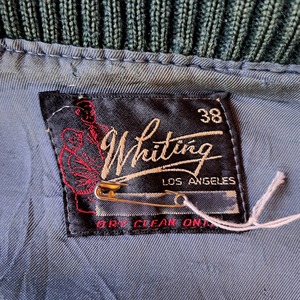 38
Whiting
LOS ANGELES
DRY CLEAN ONLY